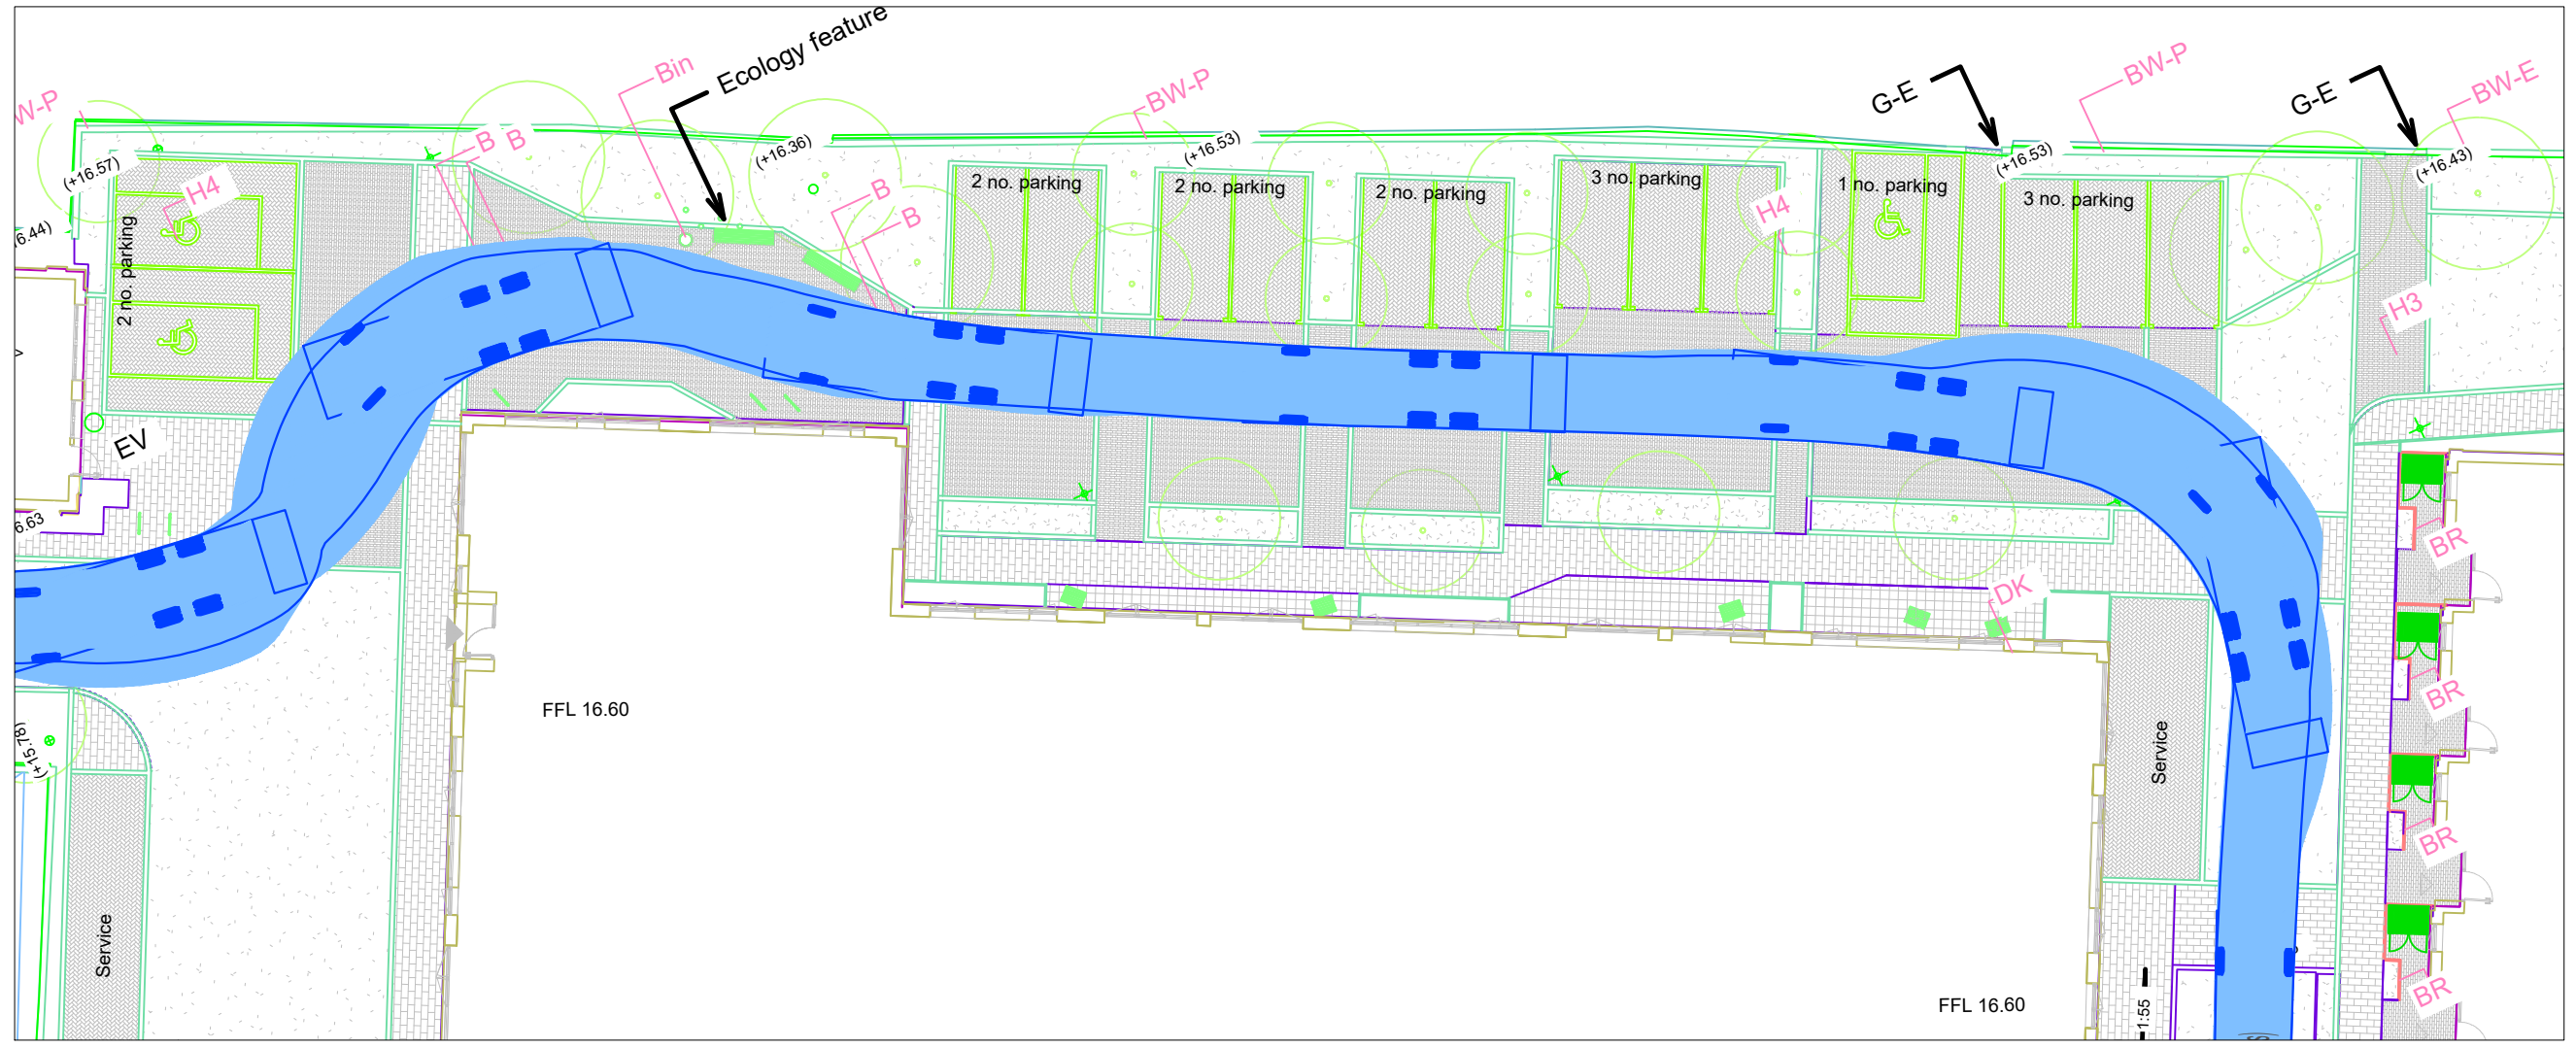 Ecology feature
Bin
W-P
BW-P
BW-P
BW-E
G-E
G-E
B
B
(+16.36)
(+16.53)
(+16.53)
(+16.43)
(+16.57)
H4
2 no. parking
2 no. parking
2 no. parking
2 no. parking
3 no. parking
1 no. parking
3 no. parking
B
B
H4
6.44)
H3
EV
6.63
BR
DK
BR
FFL 16.60
(+15.78)
Service
BR
Service
BR
FFL 16.60
1:55